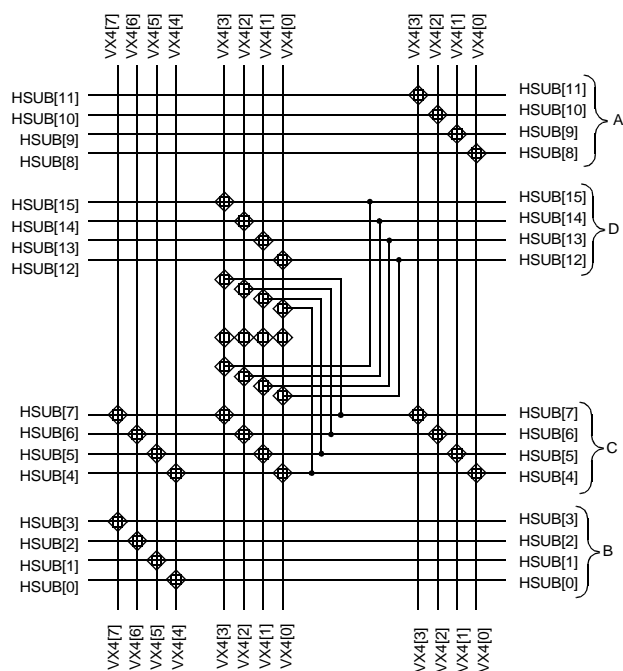 VX4[7] VX4[6] VX4[5] VX4[4] VX4[3] VX4[2] VX4[1] VX4[0] VX4[3] VX4[2] VX4[1] VX4[0]
HSUB[11] HSUB[11]
HSUB[10] HSUB[10] A
HSUB[9] HSUB[9]
HSUB[8] HSUB[8]
HSUB[15] HSUB[15]
HSUB[14] HSUB[14] D
HSUB[13] HSUB[13]
HSUB[12] HSUB[12]
HSUB[7] HSUB[7]
HSUB[6] HSUB[6] C
HSUB[5] HSUB[5]
HSUB[4] HSUB[4]
HSUB[3] HSUB[3]
HSUB[2] HSUB[2] B
HSUB[1] HSUB[1]
HSUB[0] HSUB[0]
VX4[7] VX4[6] VX4[5] VX4[4] VX4[3] VX4[2] VX4[1] VX4[0] VX4[3] VX4[2] VX4[1] VX4[0]